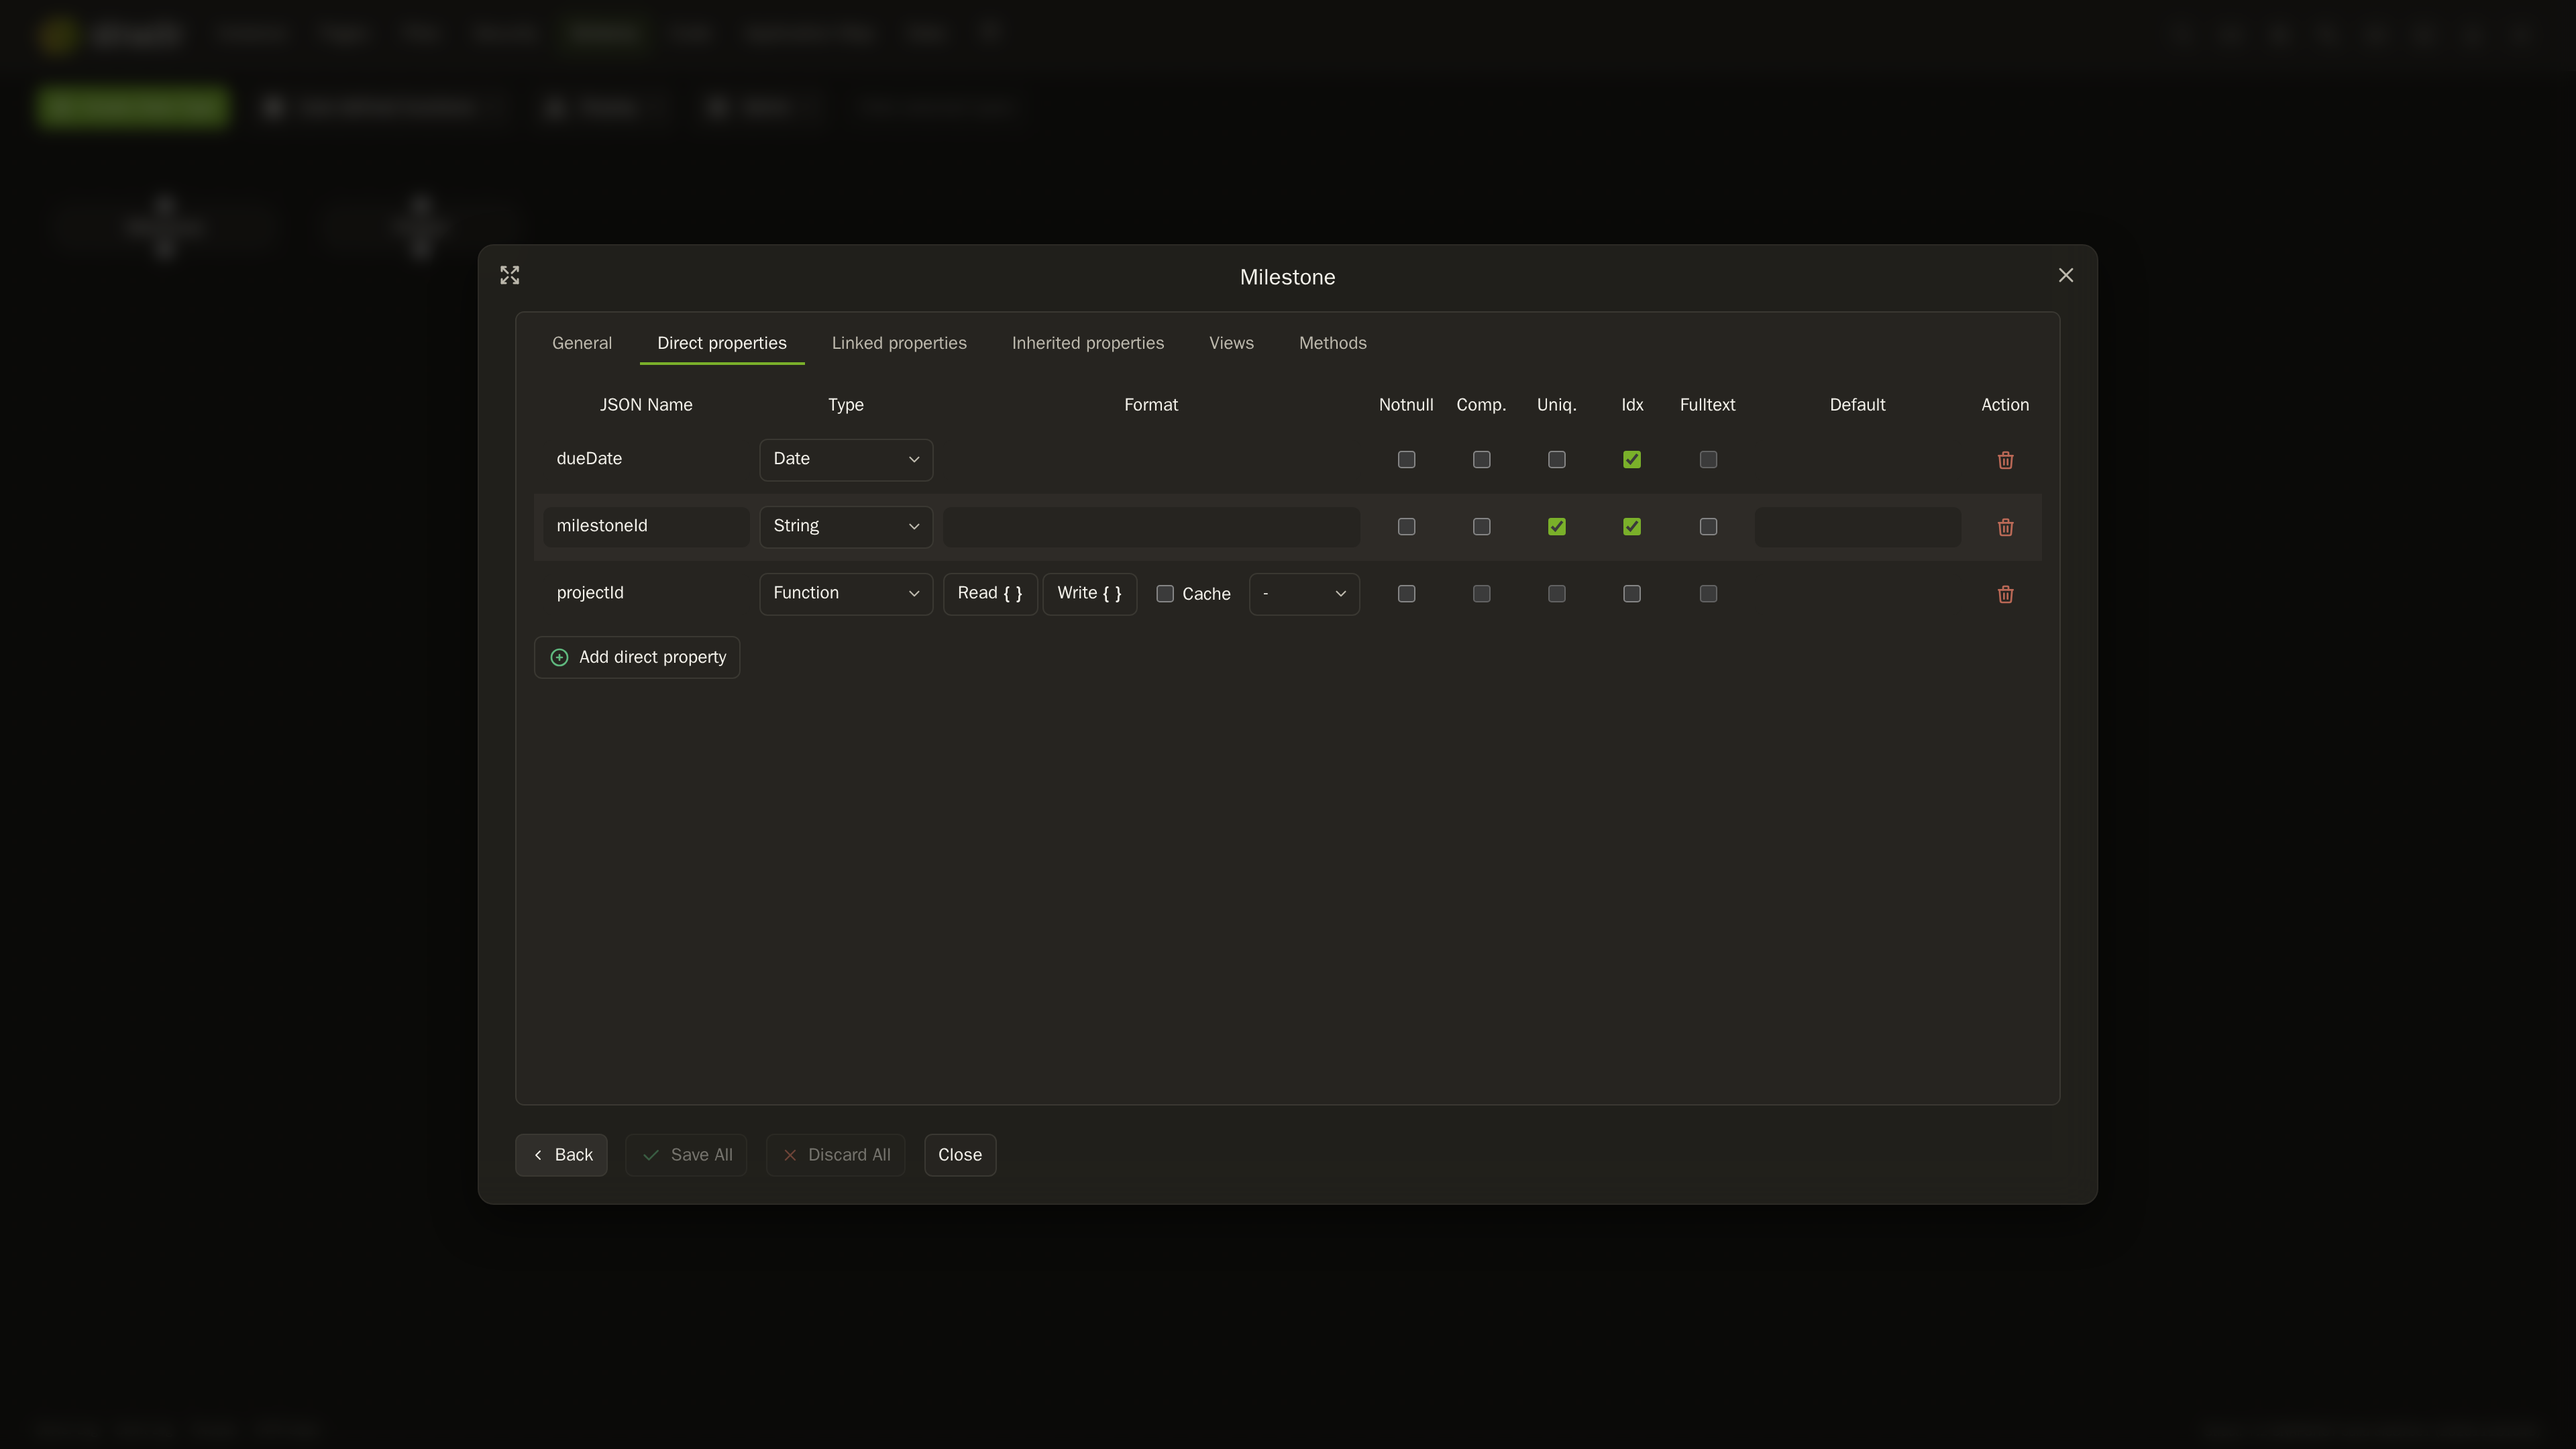 Milestone
General Direct properties Linked properties Inherited properties Views Methods
JSON Name Type Format Notnull Comp. Uniq. Idx Fulltext Default Action
dueDate Date
milestoneId String
projectId Function Read { } Write { } Cache -
Add direct property
Back Save All Discard All Close